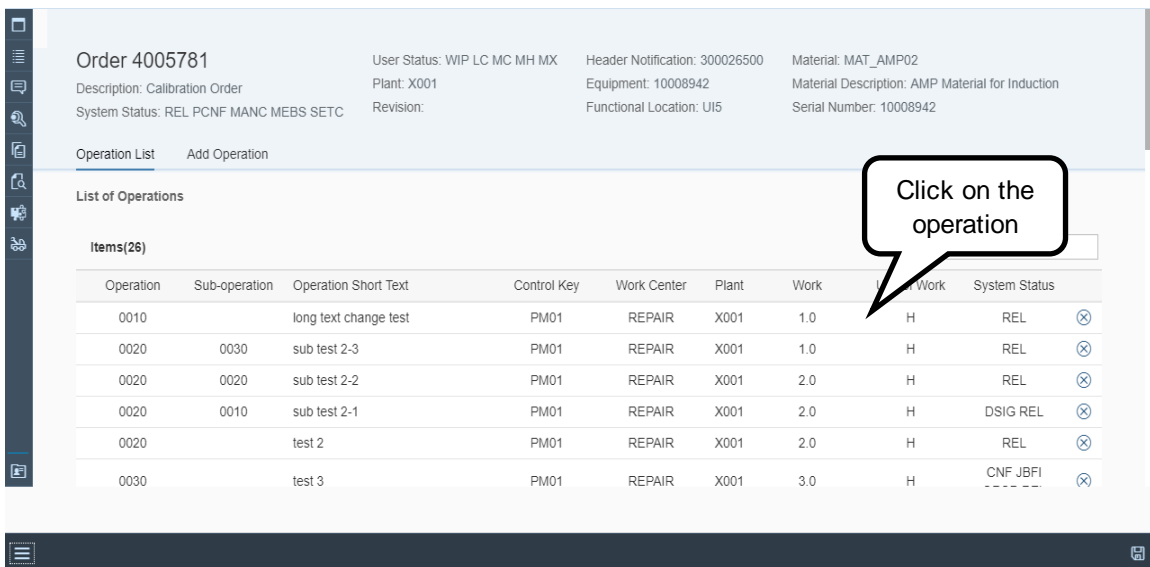 Order 4005781
Description: Calibration Order
System Status: REL PCNF MANC MEBS SETC
User Status: WIP LC MC MH MX
Plant: X001
Revision:
Header Notification: 300026500
Equipment: 10008942
Functional Location: UI5
Material: MAT_AMP02
Material Description: AMP Material for Induction
Serial Number: 10008942
Operation List Add Operation
List of Operations
Click on the
operation
Items(26)
Operation Sub-operation Operation Short Text Control Key Work Center Plant Work Work System Status
0010 long text change test PM01 REPAIR X001 1.0 H REL
0020 0030 sub test 2-3 PM01 REPAIR X001 1.0 H REL
0020 0020 sub test 2-2 PM01 REPAIR X001 2.0 H REL
0020 0010 sub test 2-1 PM01 REPAIR X001 2.0 H DSIG REL
0020 test 2 PM01 REPAIR X001 2.0 H REL
0030 test 3 PM01 REPAIR X001 3.0 H CNF JBFI